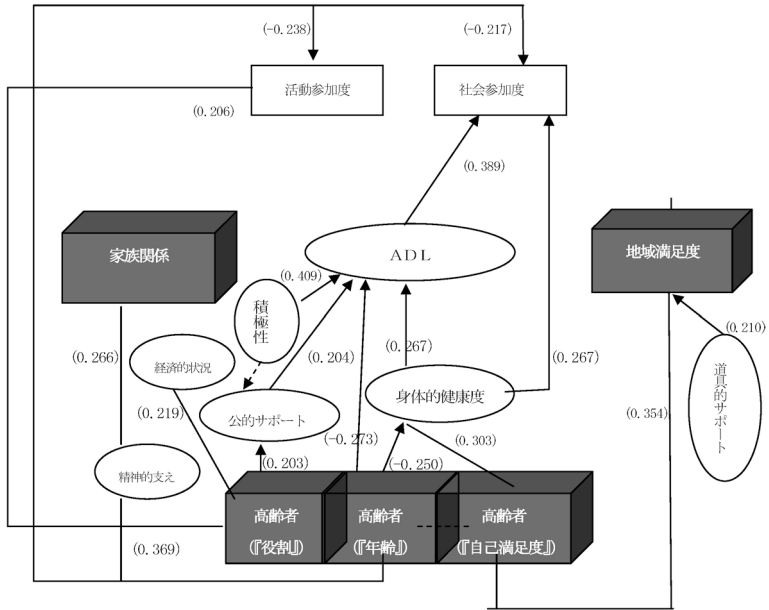 (-0.238)
(-0.217)
活動参加度
社会参加度
(0.206)
(0.389)
家族関係
ADL
地域満足度
(0.409)
積極性
(0.210)
(0.266)
経済的状況
(0.204)
(0.267)
(0.267)
道具的サポート
(0.219)
公的サポート
身体的健康度
(0.354)
(-0.273)
(0.303)
精神的支え
(0.203)
(-0.250)
高齢者
(『役割』)
高齢者
(『年齢』)
高齢者
(『自己満足度』)
(0.369)